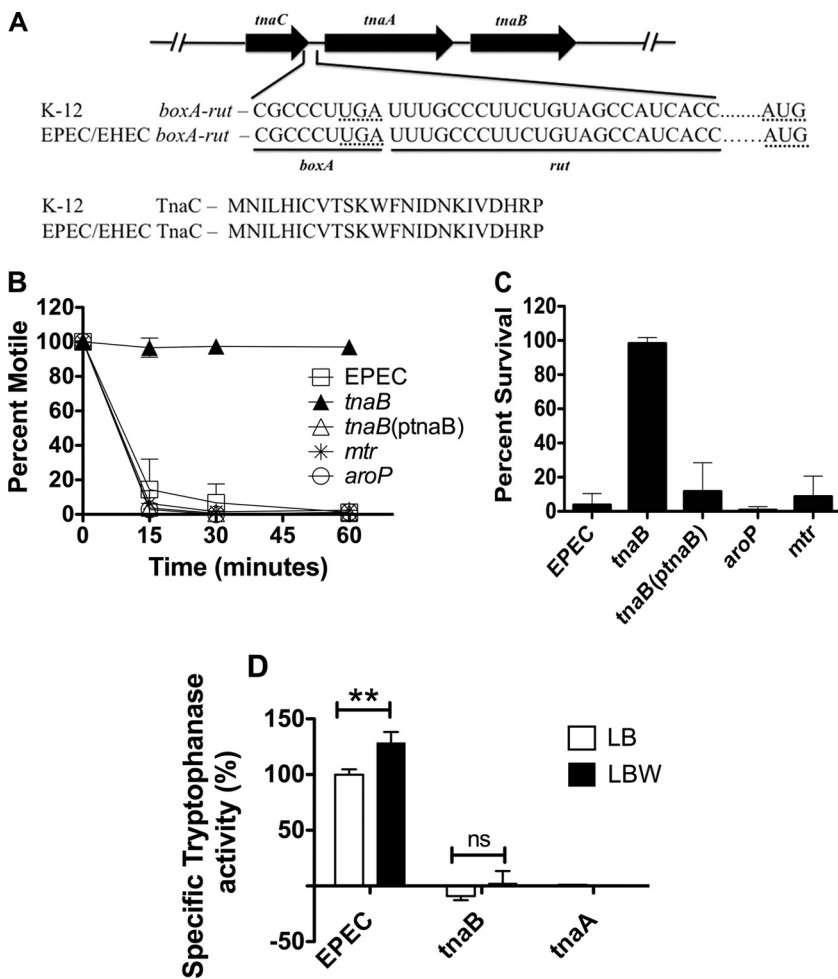 A
tnaC tnaA tnaB
K-12 boxA-rut – CGCCCUUGA UUUGCCCUUCUGUAGCCAUCACC.......AUG
EPEC/EHEC boxA-rut – CGCCCUUGA UUUGCCCUUCUGUAGCCAUCACC......AUG
boxA rut
K-12 TnaC – MNILHICVTSKWFNIDNKIVDHRP
EPEC/EHEC TnaC – MNILHICVTSKWFNIDNKIVDHRP
B
Percent Motile
120
100
80
60
40
20
0
0 15 30 45 60
Time (minutes)
EPEC
tnaB
tnaB(ptnaB)
mtr
aroP
C
Percent Survival
120
100
80
60
40
20
0
EPEC
tnaB
tnaB(ptnaB)
aroP
mtr
D
Specific Tryptophanase
activity (%)
150
100
50
-50
**
ns
LB
LBW
EPEC
tnaB
tnaA